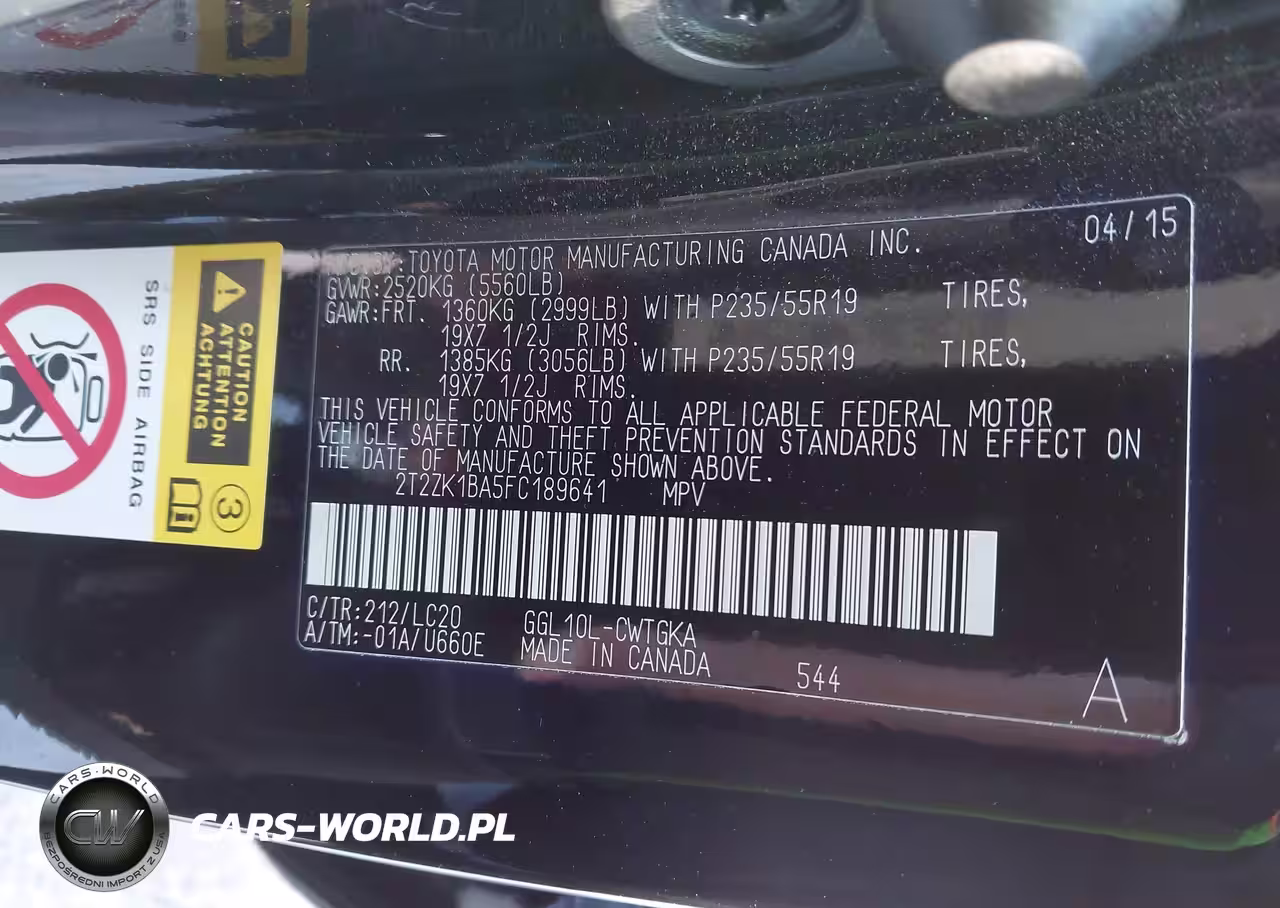 04/15
TOYOTA MOTOR MANUFACTURING CANADA INC.
GVWR:2520KG (5560LB)
GAWR:FRT. 1360KG (2999LB) WITH P235/55R19 TIRES,
19X7 1/2J RIMS.
RR. 1385KG (3056LB) WITH P235/55R19 TIRES,
19X7 1/2J RIMS.
THIS VEHICLE CONFORMS TO ALL APPLICABLE FEDERAL MOTOR
VEHICLE SAFETY AND THEFT PREVENTION STANDARDS IN EFFECT ON
THE DATE OF MANUFACTURE SHOWN ABOVE.
2T2ZK1BA5FC189641 MPV
C/TR:212/LC20 GGL10L-CWTGKA
A/TM:-01A/U660E MADE IN CANADA
544
A
CAUTION
ATTENTION
ACHTUNG
SRS SIDE AIRBAG
3
CARS-WORLD
CW
BEZPOŚREDNI IMPORT Z USA
CARS-WORLD.PL